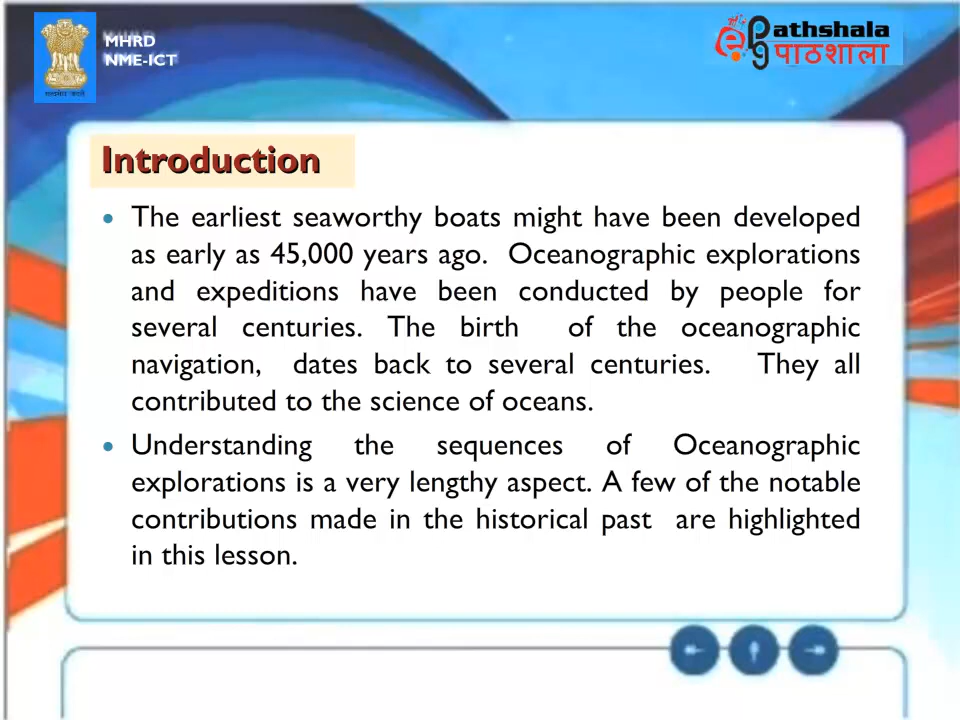 MHRD
NME-ICT
Pathshala
पाठशाला
Introduction
The earliest seaworthy boats might have been developed
as early as 45,000 years ago. Oceanographic explorations
and expeditions have been conducted by people for
several centuries. The birth of the oceanographic
navigation, dates back to several centuries. They all
contributed to the science of oceans.
Understanding the sequences of Oceanographic
explorations is a very lengthy aspect. A few of the notable
contributions made in the historical past are highlighted
in this lesson.